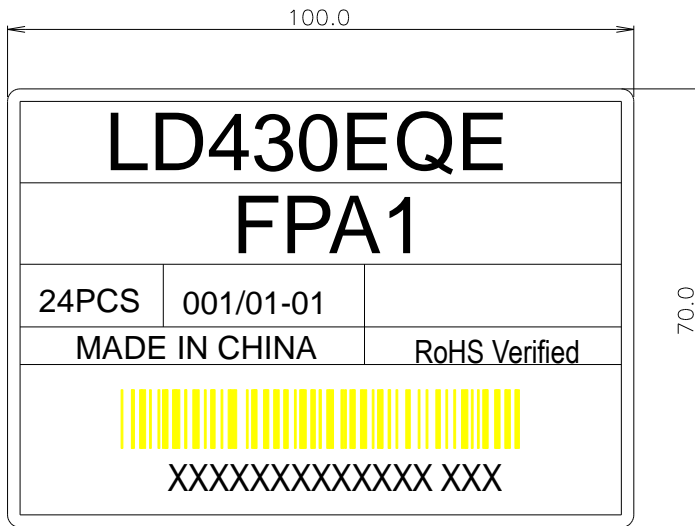 100.0
LD430EQE
FPA1
70.0
24PCS 001/01-01
MADE IN CHINA RoHS Verified
XXXXXXXXXXXXX XXX